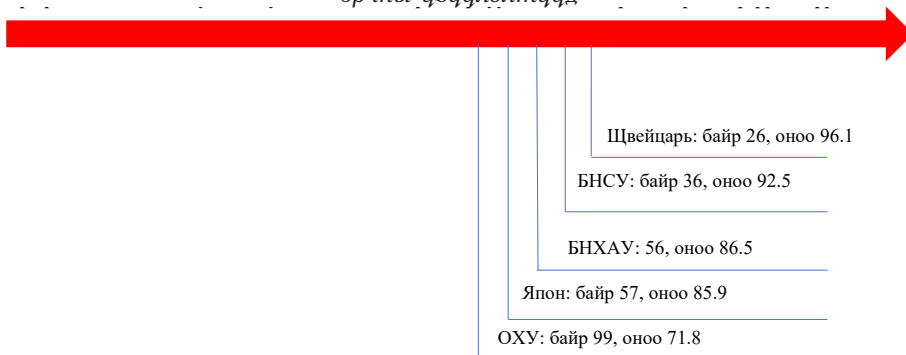 Щвейцарь: байр 26, оноо 96.1
БНСУ: байр 36, оноо 92.5
БНХАУ: 56, оноо 86.5
Япон: байр 57, оноо 85.9
ОХУ: байр 99, оноо 71.8